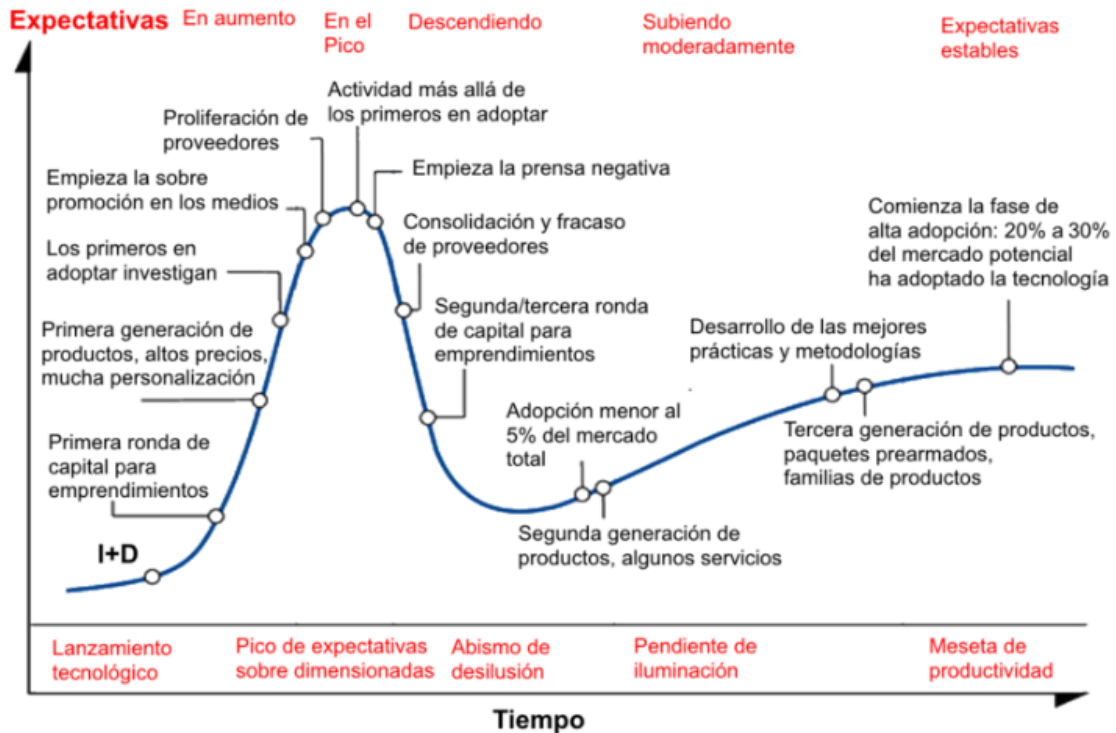 Expectativas
En aumento
En el
Pico
Descendiendo
Subiendo
moderadamente
Expectativas
estables
Actividad más allá de
los primeros en adoptar
Proliferación de
proveedores
Empieza la prensa negativa
Empieza la sobre
promoción en los medios
Consolidación y fracaso
de proveedores
Comienza la fase de
alta adopción: 20% a 30%
del mercado potencial
ha adoptado la tecnología
Los primeros en
adoptar investigan
Segunda/tercera ronda
de capital para
emprendimientos
Primera generación de
productos, altos precios,
mucha personalización
Desarrollo de las mejores
prácticas y metodologías
Adopción menor al
5% del mercado
total
Tercera generación de productos,
paquetes prearmados,
familias de productos
Primera ronda de
capital para
emprendimientos
Segunda generación de
productos, algunos servicios
I+D
Lanzamiento
tecnológico
Pico de expectativas
sobre dimensionadas
Abismo de
desilusión
Pendiente de
iluminación
Meseta de
productividad
Tiempo